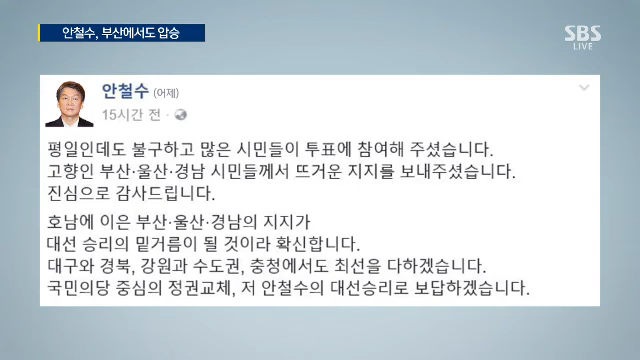 안철수, 부산에서도 압승
SBS
LIVE
안철수 (어제)
15시간 전 ·
평일인데도 불구하고 많은 시민들이 투표에 참여해 주셨습니다.
고향인 부산·울산·경남 시민들께서 뜨거운 지지를 보내주셨습니다.
진심으로 감사드립니다.
호남에 이은 부산·울산·경남의 지지가
대선 승리의 밑거름이 될 것이라 확신합니다.
대구와 경북, 강원과 수도권, 충청에서도 최선을 다하겠습니다.
국민의당 중심의 정권교체, 저 안철수의 대선승리로 보답하겠습니다.